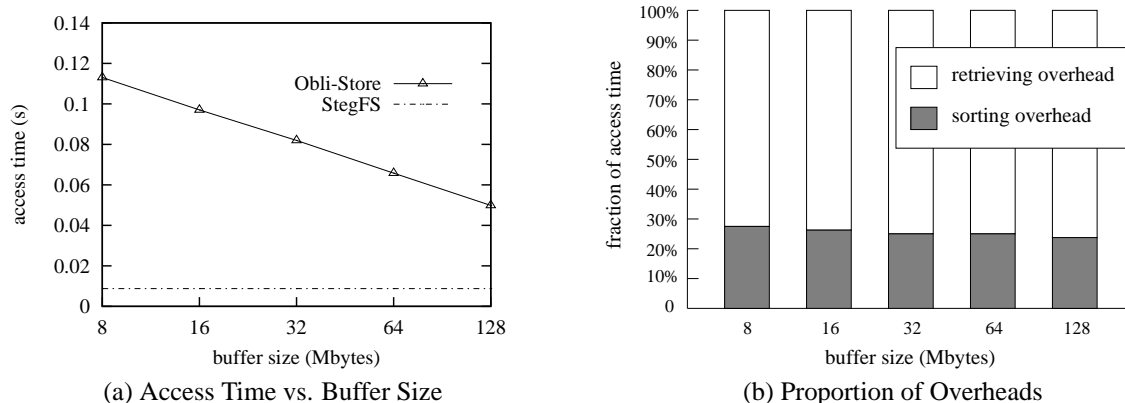 0.14
0.12
0.1
0.08
0.06
0.04
0.02
0
access time (s)
Obli-Store
StegFS
8 16 32 64 128
buffer size (Mbytes)
(a) Access Time vs. Buffer Size
100%
90%
80%
70%
60%
50%
40%
30%
20%
10%
0
fraction of access time
retrieving overhead
sorting overhead
8 16 32 64 128
buffer size (Mbytes)
(b) Proportion of Overheads